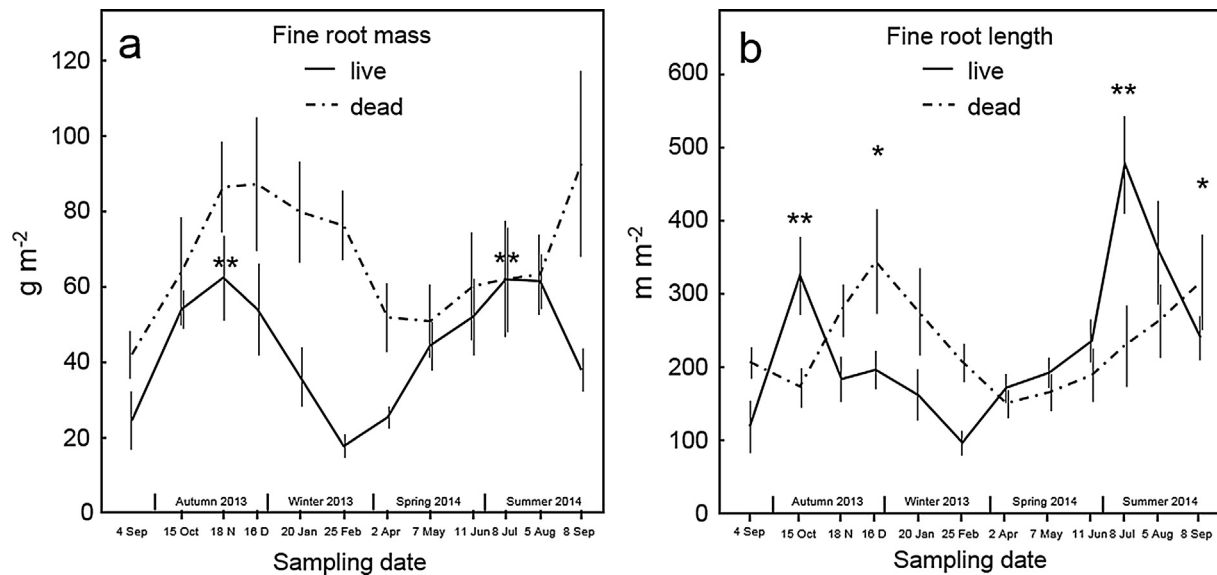 a
Fine root mass
live
dead
g m-2
120
100
80
60
40
20
0
**
**
Autumn 2013
Winter 2013
Spring 2014
Summer 2014
4 Sep
15 Oct
18 N
16 D
20 Jan
25 Feb
2 Apr
7 May
11 Jun
8 Jul
5 Aug
8 Sep
Sampling date
b
Fine root length
live
dead
m m-2
600
500
400
300
200
100
0
**
*
**
*
Autumn 2013
Winter 2013
Spring 2014
Summer 2014
4 Sep
15 Oct
18 N
16 D
20 Jan
25 Feb
2 Apr
7 May
11 Jun
8 Jul
5 Aug
8 Sep
Sampling date